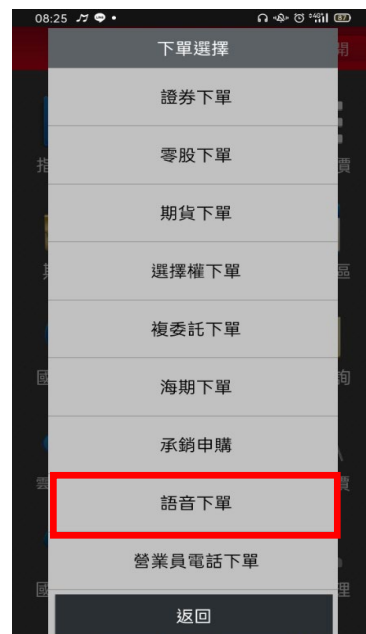 08:25
87
下單選擇
證券下單
零股下單
期貨下單
選擇權下單
複委託下單
海期下單
承銷申購
語音下單
營業員電話下單
返回